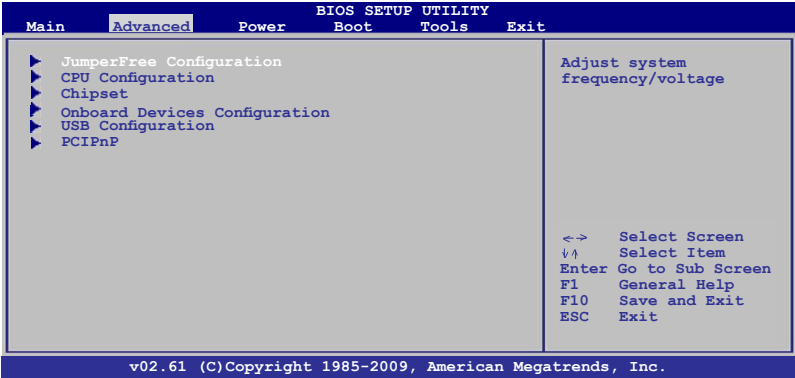 BIOS SETUP UTILITY
Main Advanced Power Boot Tools Exit
JumperFree Configuration
CPU Configuration
Chipset
Onboard Devices Configuration
USB Configuration
PCIPnP
Adjust system
frequency/voltage
←→ Select Screen
↓↑ Select Item
Enter Go to Sub Screen
F1 General Help
F10 Save and Exit
ESC Exit
v02.61 (C)Copyright 1985-2009, American Megatrends, Inc.